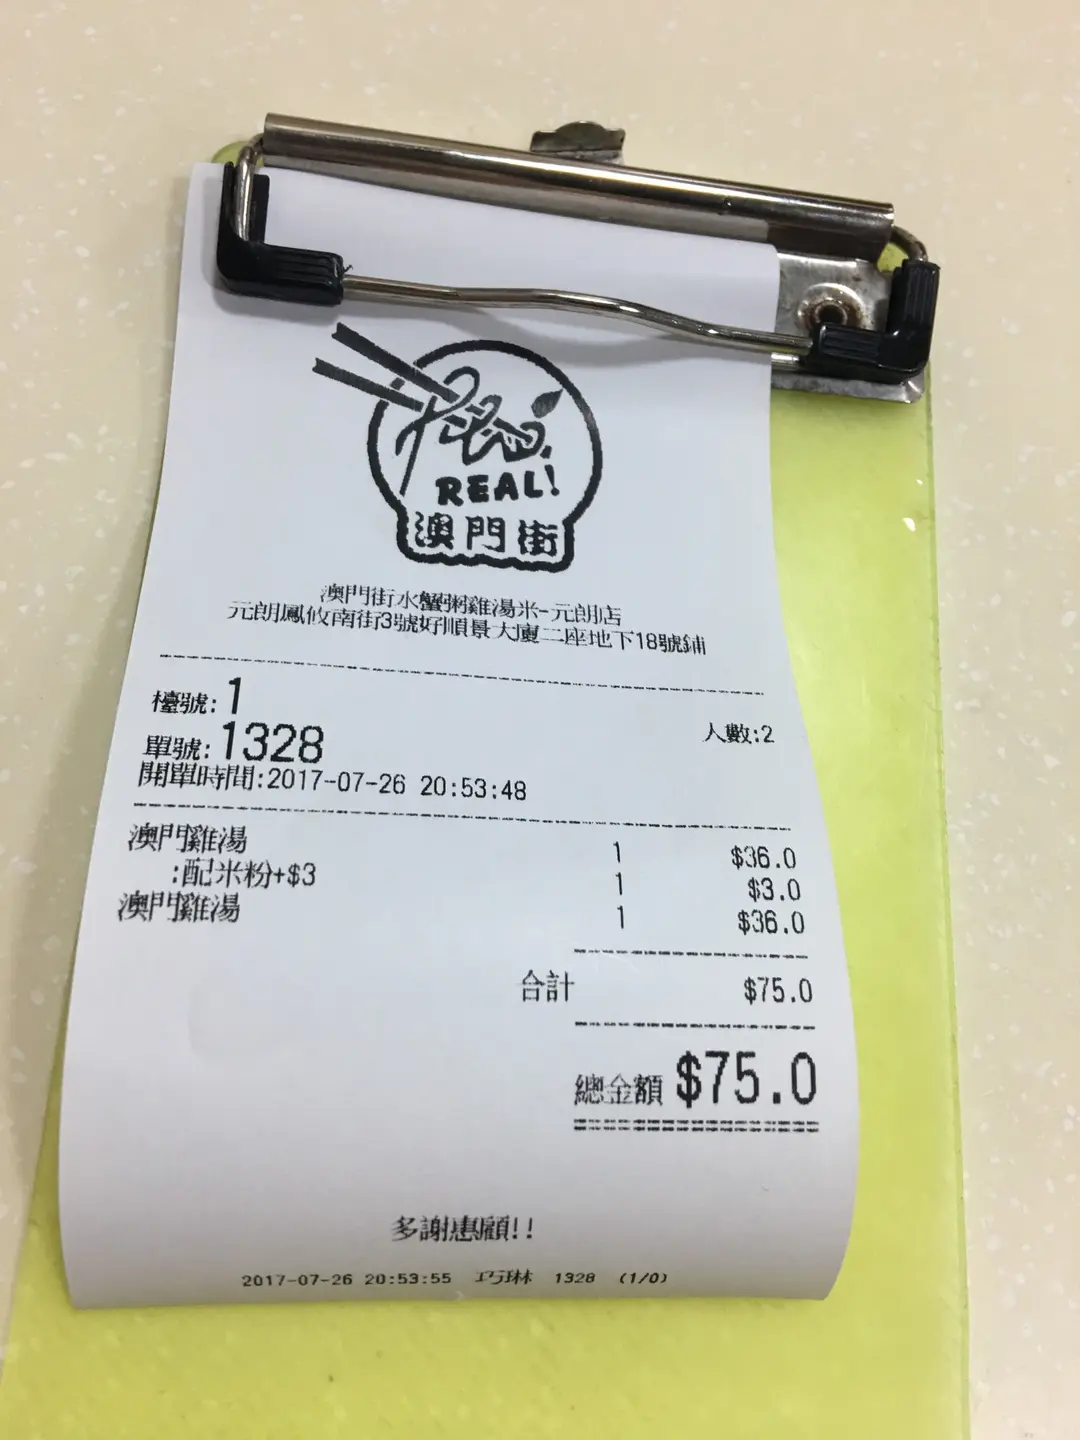 REAL!
澳門街
澳門街水蟹粥雞湯米-元朗店
元朗鳳攸南街3號好順景大廈二座地下18號鋪
檯號:1
單號:1328 人數:2
開單時間:2017-07-26 20:53:48
澳門雞湯 1 $36.0
:配米粉+$3 1 $3.0
澳門雞湯 1 $36.0
合計 $75.0
總金額 $75.0
多謝惠顧!!
2017-07-26 20:53:55 巧琳 1328 (1/0)